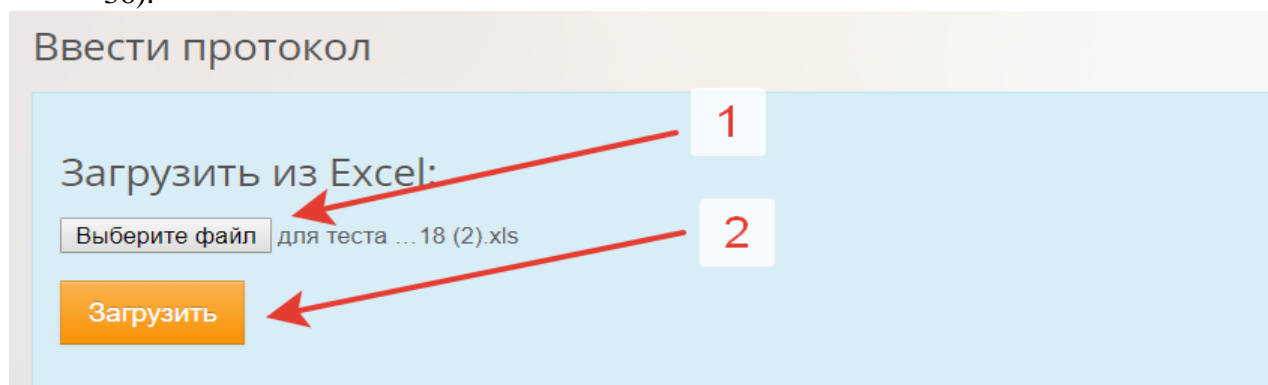 Ввести протокол
1
Загрузить из Excel:
Выберите файл для теста ...18 (2).xls
2
Загрузить